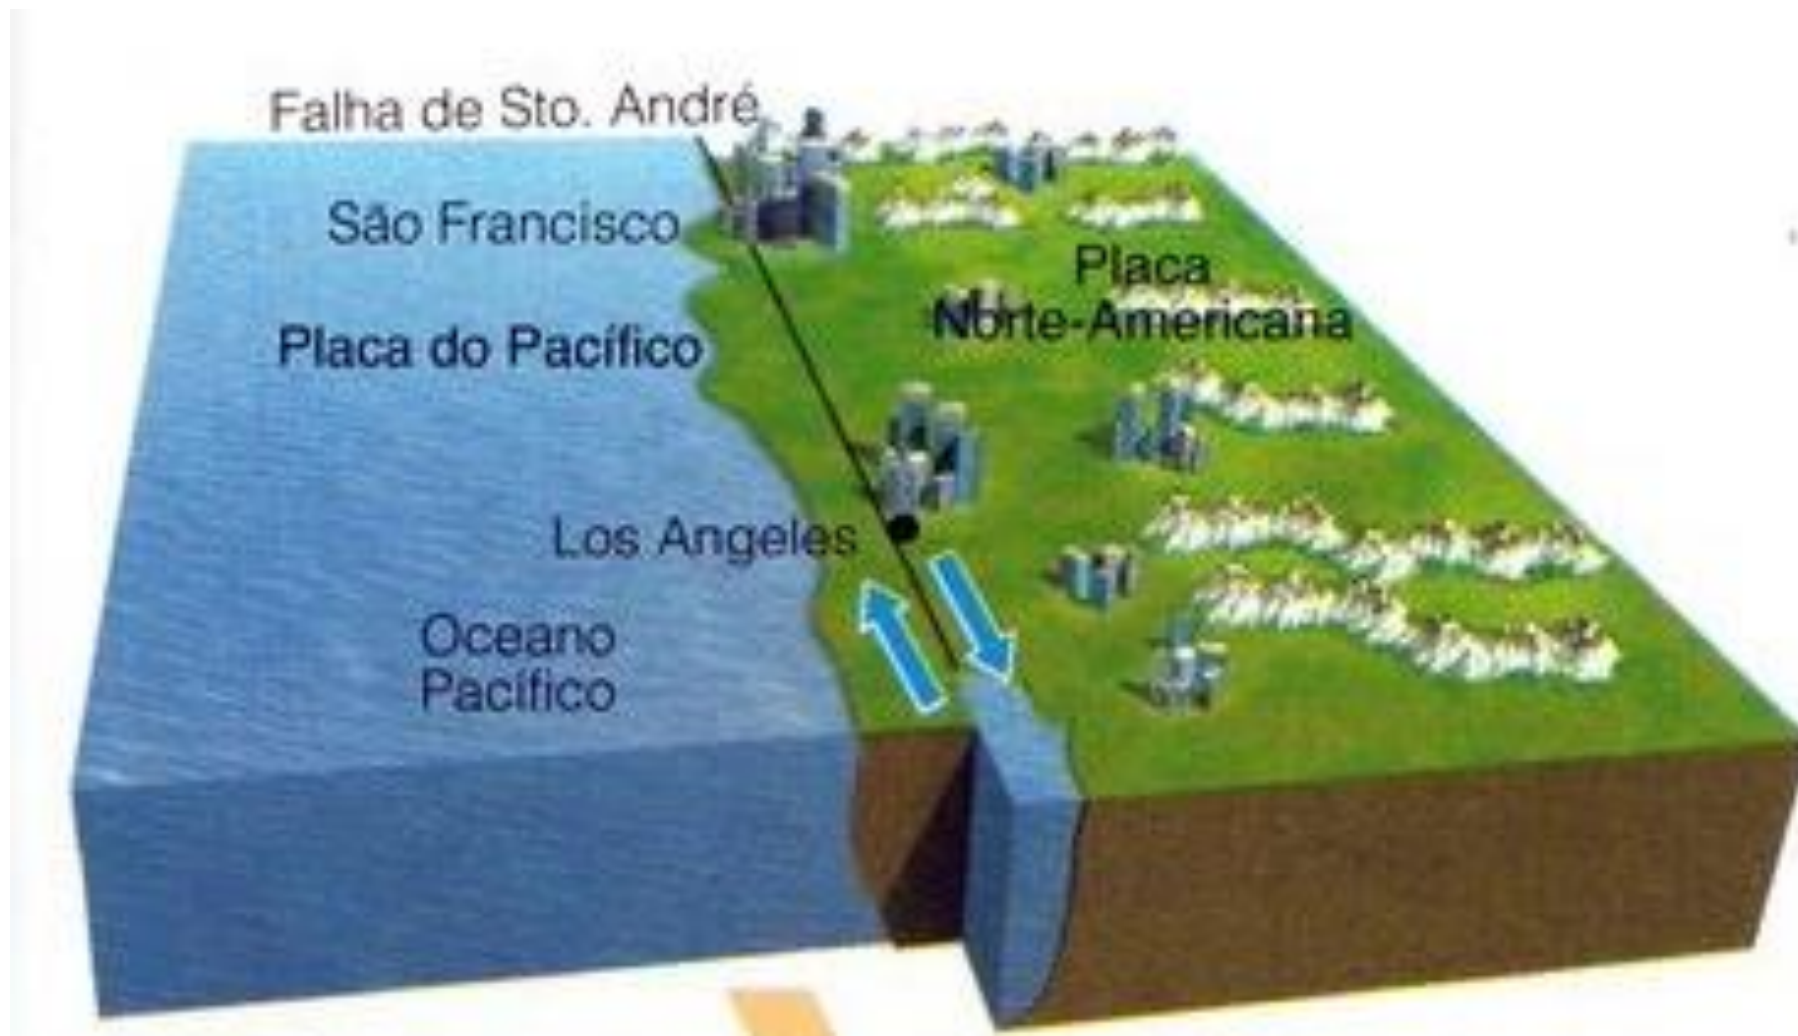 Falha de Sto. André
São Francisco
Placa
Norte-Americana
Placa do Pacífico
Los Angeles
Oceano
Pacífico